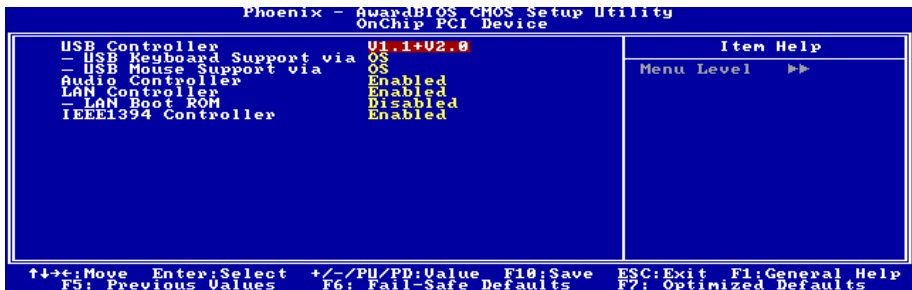 Phoenix - AwardBIOS CMOS Setup Utility
OnChip PCI Device
USB Controller V1.1+V2.0
– USB Keyboard Support via OS
– USB Mouse Support via OS
Audio Controller Enabled
LAN Controller Enabled
– LAN Boot ROM Disabled
IEEE1394 Controller Enabled
Item Help
Menu Level ►►
↑↓→←:Move Enter:Select +/-/PU/PD:Value F10:Save ESC:Exit F1:General Help
F5: Previous Values F6: Fail-Safe Defaults F7: Optimized Defaults